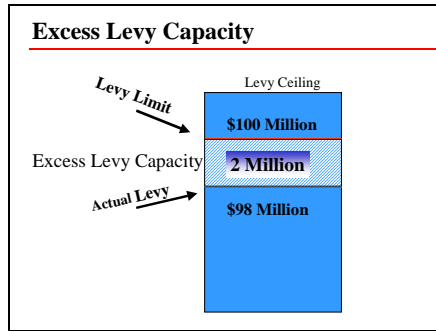 Excess Levy Capacity
Levy Ceiling
Levy Limit
$100 Million
Excess Levy Capacity
2 Million
Actual Levy
$98 Million